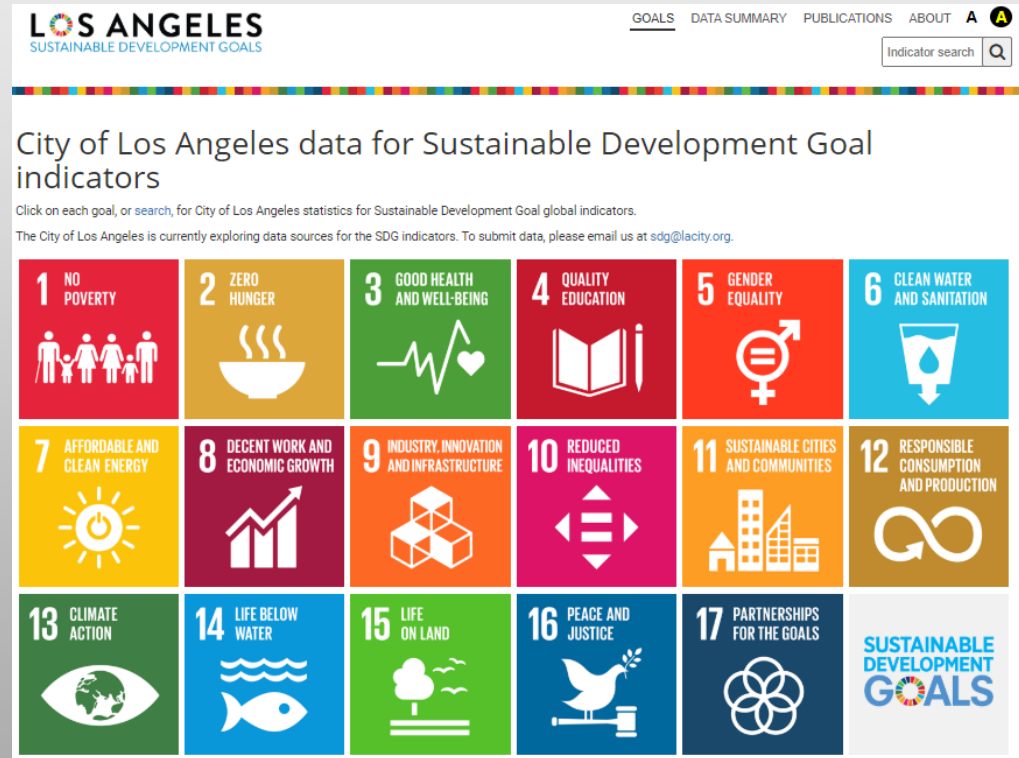 LOS ANGELES
SUSTAINABLE DEVELOPMENT GOALS
GOALS DATA SUMMARY PUBLICATIONS ABOUT A A
Indicator search
City of Los Angeles data for Sustainable Development Goal
indicators
Click on each goal, or search, for City of Los Angeles statistics for Sustainable Development Goal global indicators.
The City of Los Angeles is currently exploring data sources for the SDG indicators. To submit data, please email us at sdg@lacity.org.
1 NO
POVERTY
2 ZERO
HUNGER
3 GOOD HEALTH
AND WELL-BEING
4 QUALITY
EDUCATION
5 GENDER
EQUALITY
6 CLEAN WATER
AND SANITATION
7 AFFORDABLE AND
CLEAN ENERGY
8 DECENT WORK AND
ECONOMIC GROWTH
9 INDUSTRY, INNOVATION
AND INFRASTRUCTURE
10 REDUCED
INEQUALITIES
11 SUSTAINABLE CITIES
AND COMMUNITIES
12 RESPONSIBLE
CONSUMPTION
AND PRODUCTION
13 CLIMATE
ACTION
14 LIFE BELOW
WATER
15 LIFE
ON LAND
16 PEACE AND
JUSTICE
17 PARTNERSHIPS
FOR THE GOALS
SUSTAINABLE
DEVELOPMENT
GOALS